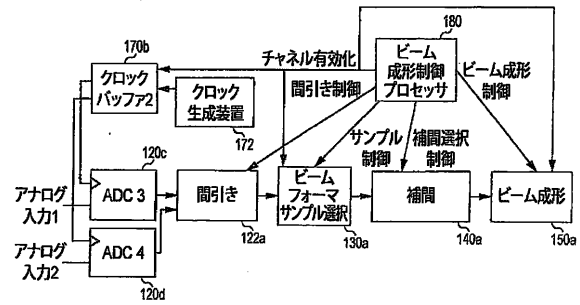 180
170b
チャネル有効化
ビーム
成形制御
プロセッサ
ビーム成形
制御
クロック
バッファ2
クロック
生成装置
172
間引き制御
サンプル
制御
補間選択
制御
120c
アナログ
入力1
ADC 3
間引き
122a
ビーム
フォーマ
サンプル選択
130a
補間
140a
ビーム成形
150a
アナログ
入力2
ADC 4
120d